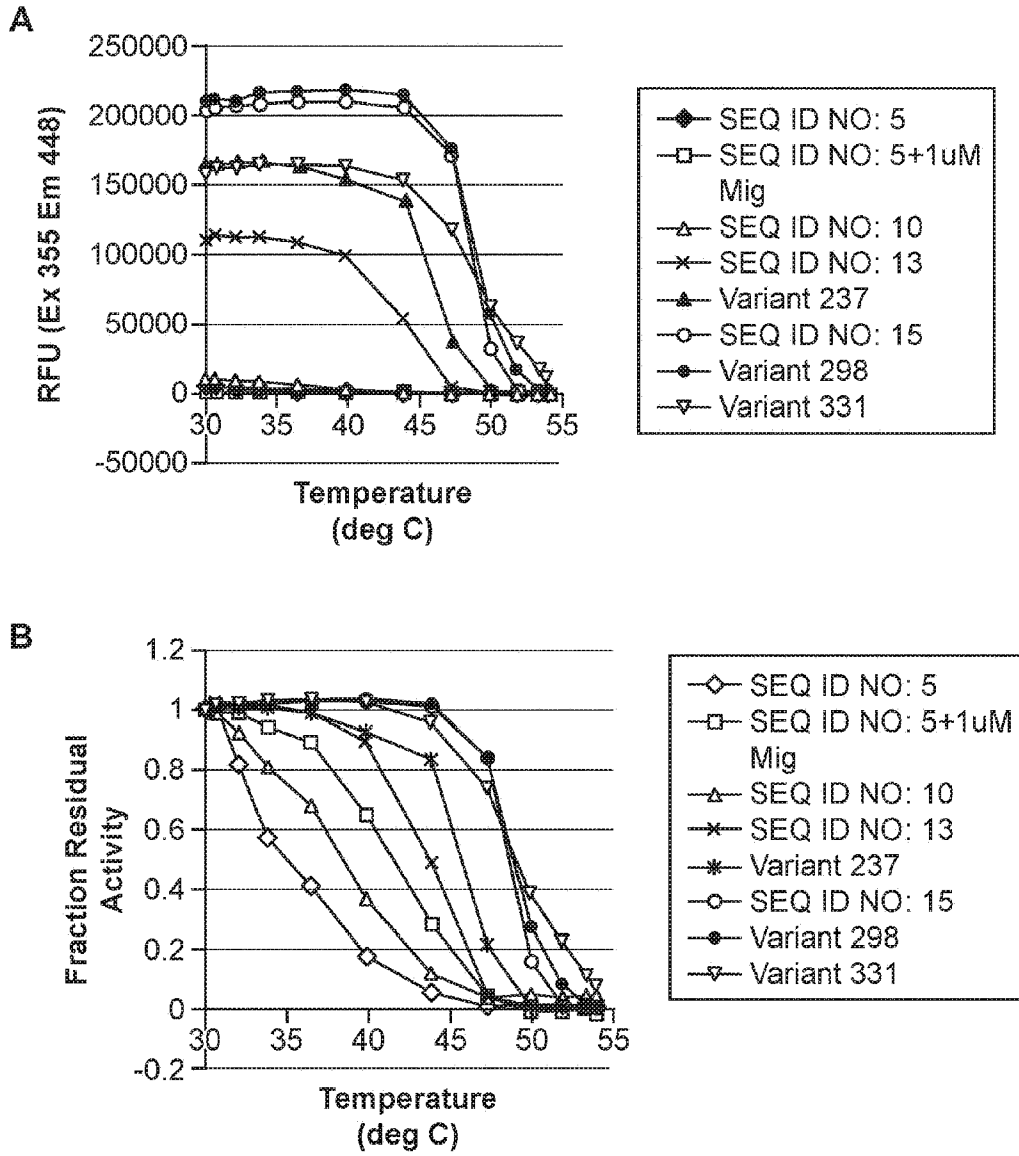 A
250000
200000
150000
100000
50000
0
-50000
RFU (Ex 355 Em 448)
30 35 40 45 50 55
Temperature
(deg C)
SEQ ID NO: 5
SEQ ID NO: 5+1uM
Mig
SEQ ID NO: 10
SEQ ID NO: 13
Variant 237
SEQ ID NO: 15
Variant 298
Variant 331
B
1.2
1
0.8
0.6
0.4
0.2
0
-0.2
Fraction Residual
Activity
30 35 40 45 50 55
Temperature
(deg C)
SEQ ID NO: 5
SEQ ID NO: 5+1uM
Mig
SEQ ID NO: 10
SEQ ID NO: 13
Variant 237
SEQ ID NO: 15
Variant 298
Variant 331